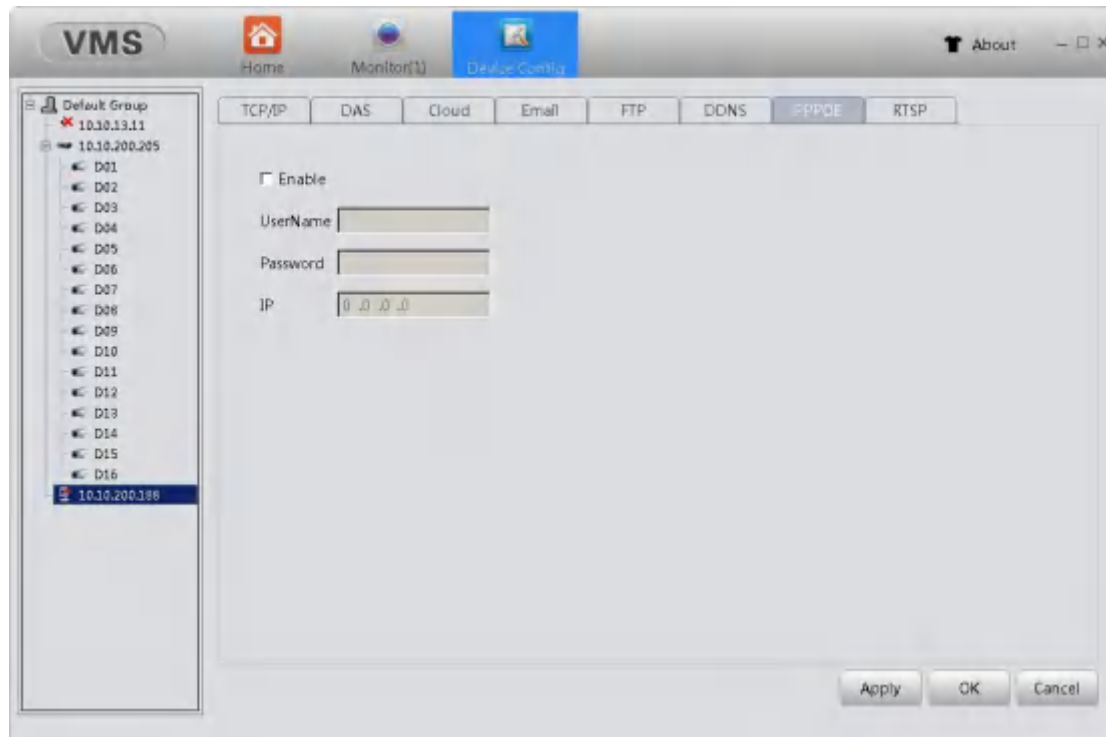 VMS
Home
Monitor(1)
Device Config
About
Default Group
10.10.13.11
10.10.200.205
D01
D02
D03
D04
D05
D06
D07
D08
D09
D10
D11
D12
D13
D14
D15
D16
10.10.200.188
TCP/IP DAS Cloud Email FTP DDNS PPPOE RTSP
Enable
UserName
Password
IP 0 .0 .0 .0
Apply OK Cancel